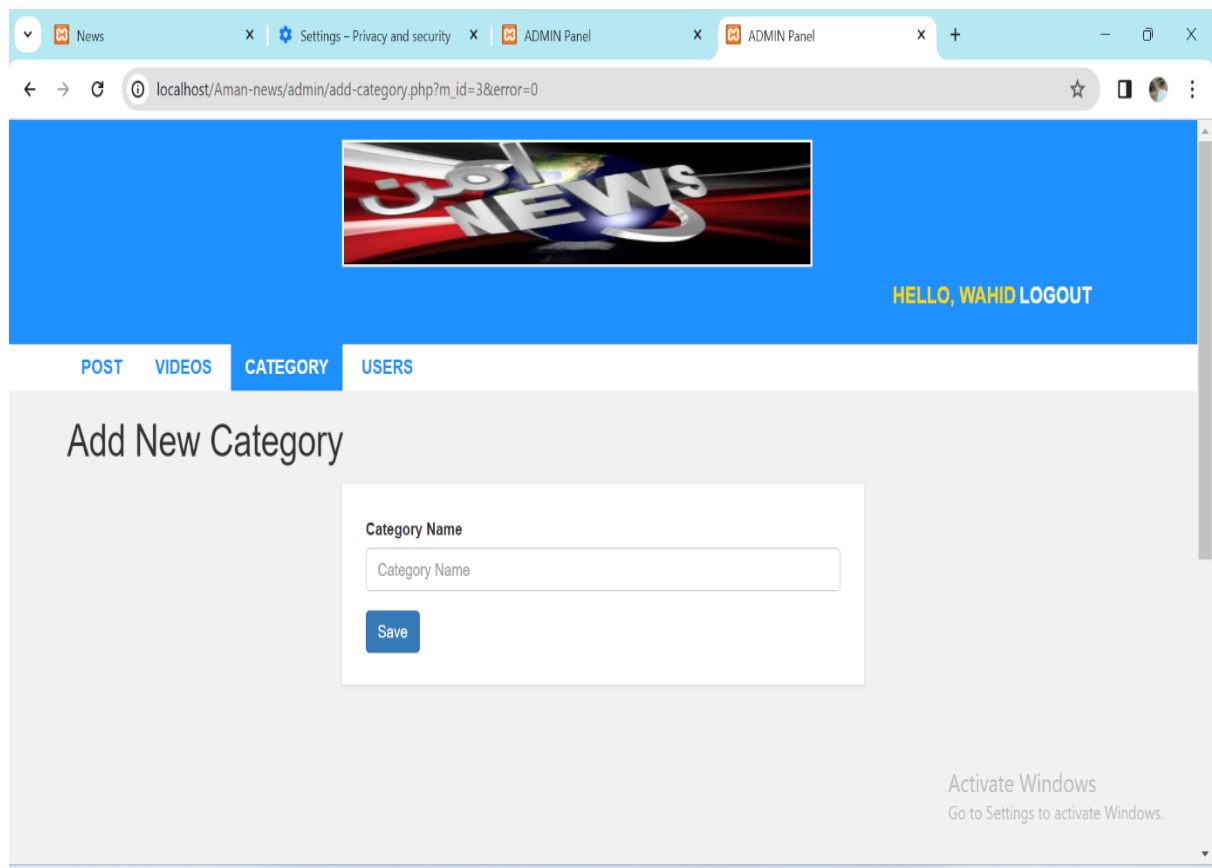 News
Settings – Privacy and security
ADMIN Panel
ADMIN Panel
localhost/Aman-news/admin/add-category.php?m_id=3&error=0
امن
NEWS
HELLO, WAHID LOGOUT
POST VIDEOS CATEGORY USERS
Add New Category
Category Name
Category Name
Save
Activate Windows
Go to Settings to activate Windows.